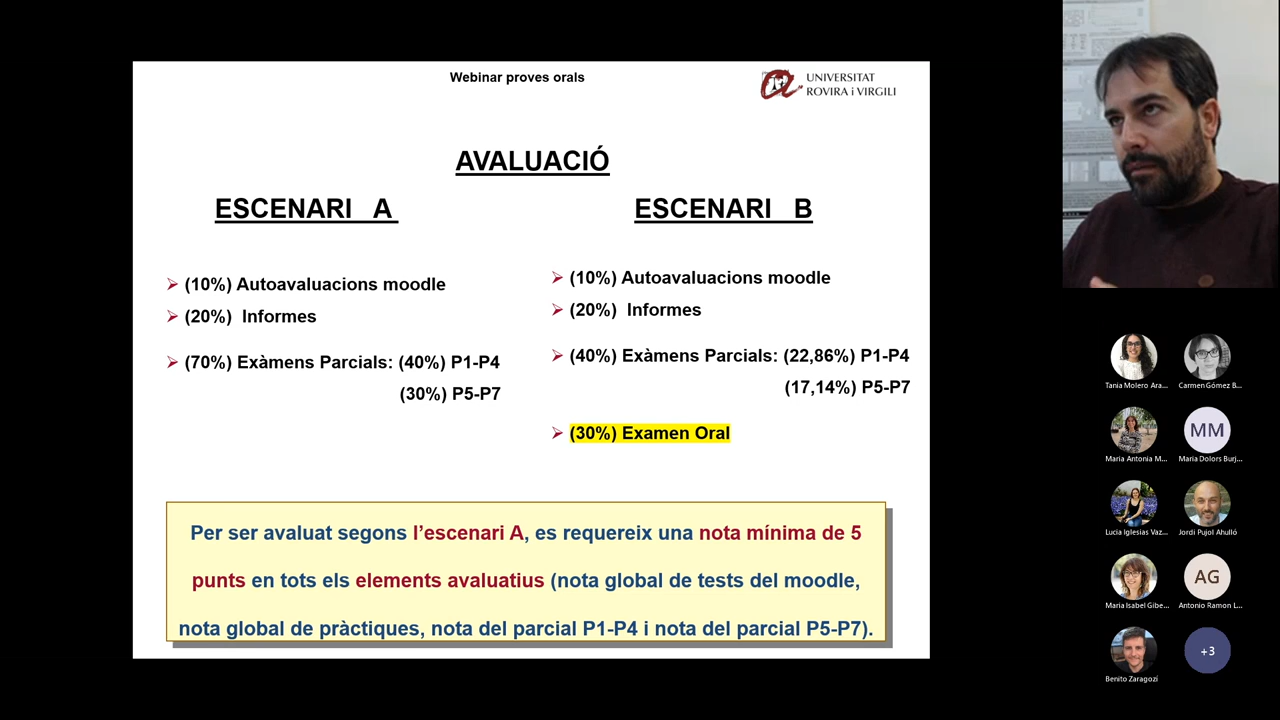 Webinar proves orals
UNIVERSITAT
ROVIRA i VIRGILI
AVALUACIÓ
ESCENARI A
(10%) Autoavaluacions moodle
(20%) Informes
(70%) Exàmens Parcials: (40%) P1-P4
(30%) P5-P7
ESCENARI B
(10%) Autoavaluacions moodle
(20%) Informes
(40%) Exàmens Parcials: (22,86%) P1-P4
(17,14%) P5-P7
(30%) Examen Oral
Per ser avaluat segons l’escenari A, es requereix una nota mínima de 5
punts en tots els elements avaluatius (nota global de tests del moodle,
nota global de pràctiques, nota del parcial P1-P4 i nota del parcial P5-P7).
Tania Molero Ara...
Carmen Gómez B...
Maria Antonia M...
MM
Maria Dolors Burj...
Lucia Iglesias Vaz...
Jordi Pujol Ahulló
Maria Isabel Gibe...
AG
Antonio Ramon L...
Benito Zaragozí
+3